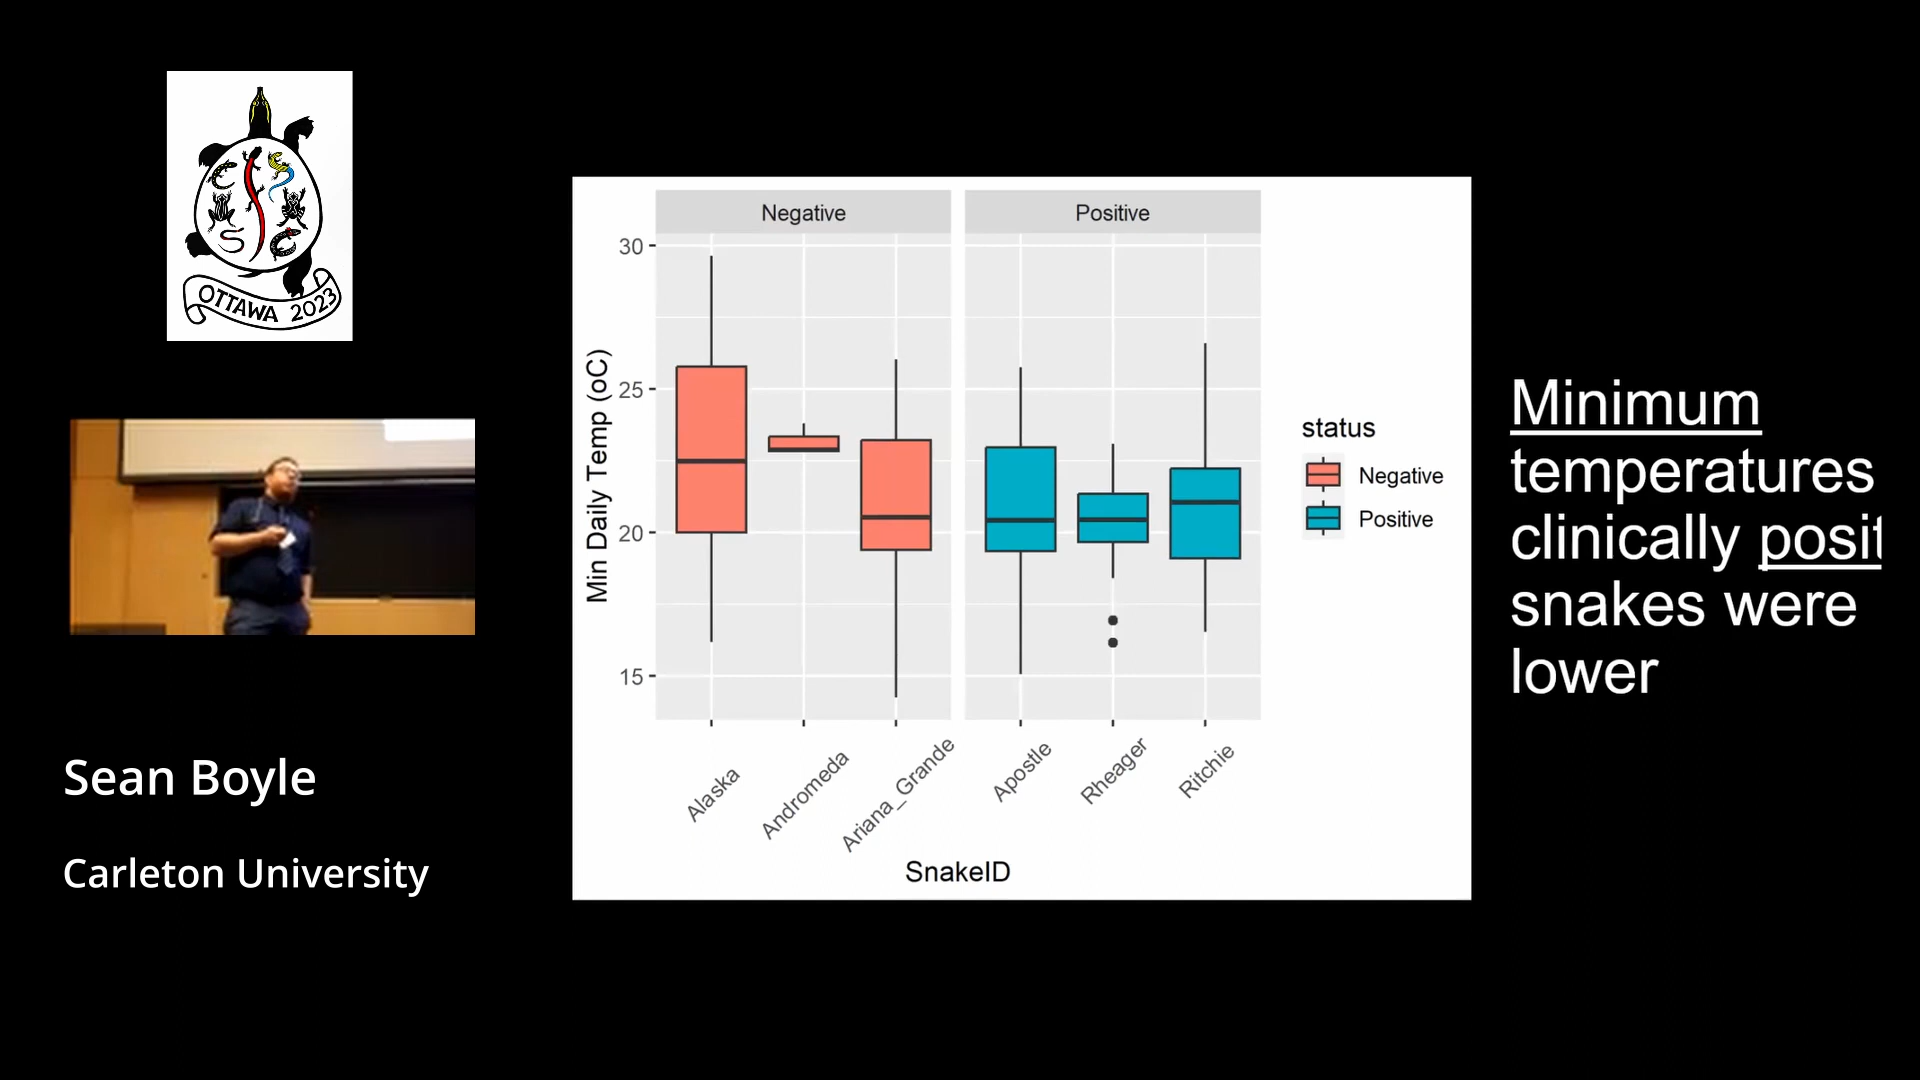 OTTAWA 2023
Sean Boyle
Carleton University
Negative
Positive
30
25
20
15
Min Daily Temp (oC)
Alaska
Andromeda
Ariana_Grande
Apostle
Rheager
Ritchie
SnakeID
status
Negative
Positive
Minimum
temperatures
clinically posit
snakes were
lower